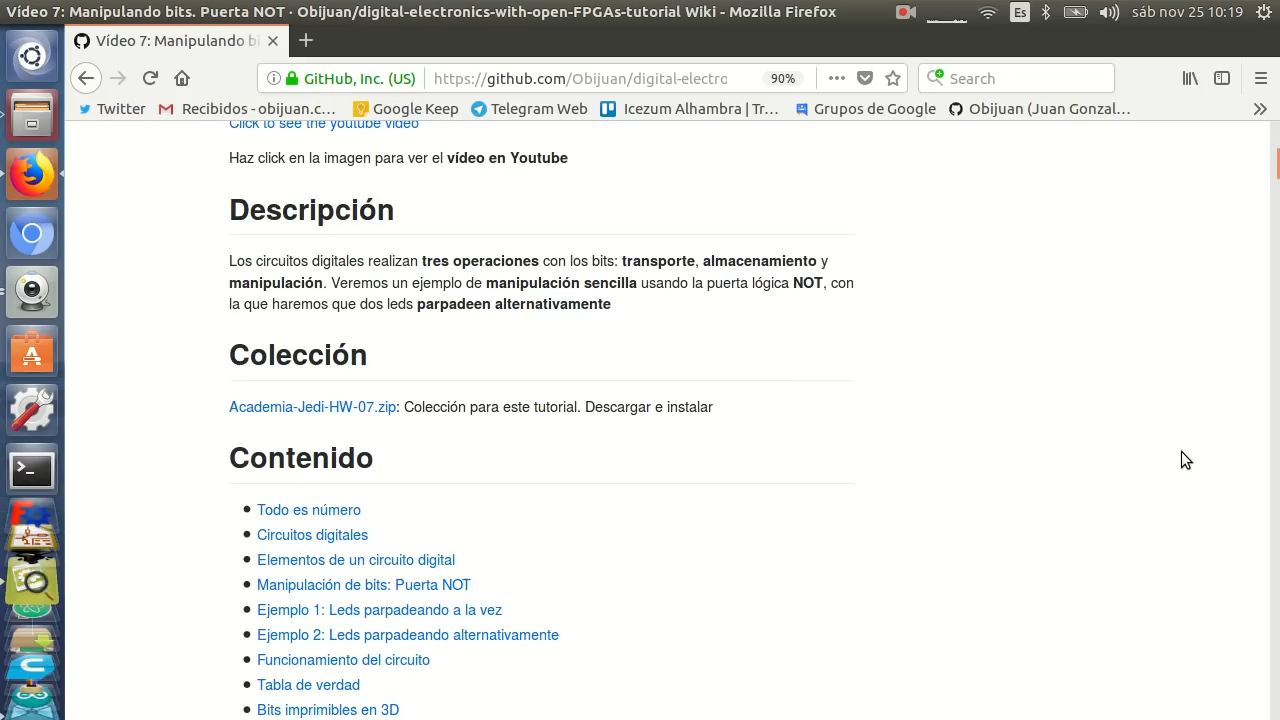 Vídeo 7: Manipulando bits. Puerta NOT · Obijuan/digital-electronics-with-open-FPGAs-tutorial Wiki - Mozilla Firefox
Es
sáb nov 25 10:19
Vídeo 7: Manipulando bi
GitHub, Inc. (US)
https://github.com/Obijuan/digital-electro
90%
Search
Twitter
Recibidos - obijuan.c...
Google Keep
Telegram Web
Icezum Alhambra | Tr...
Grupos de Google
Obijuan (Juan Gonzal...
Click to see the youtube video
Haz click en la imagen para ver el vídeo en Youtube
Descripción
Los circuitos digitales realizan tres operaciones con los bits: transporte, almacenamiento y
manipulación. Veremos un ejemplo de manipulación sencilla usando la puerta lógica NOT, con
la que haremos que dos leds parpadeen alternativamente
Colección
Academia-Jedi-HW-07.zip: Colección para este tutorial. Descargar e instalar
Contenido
Todo es número
Circuitos digitales
Elementos de un circuito digital
Manipulación de bits: Puerta NOT
Ejemplo 1: Leds parpadeando a la vez
Ejemplo 2: Leds parpadeando alternativamente
Funcionamiento del circuito
Tabla de verdad
Bits imprimibles en 3D